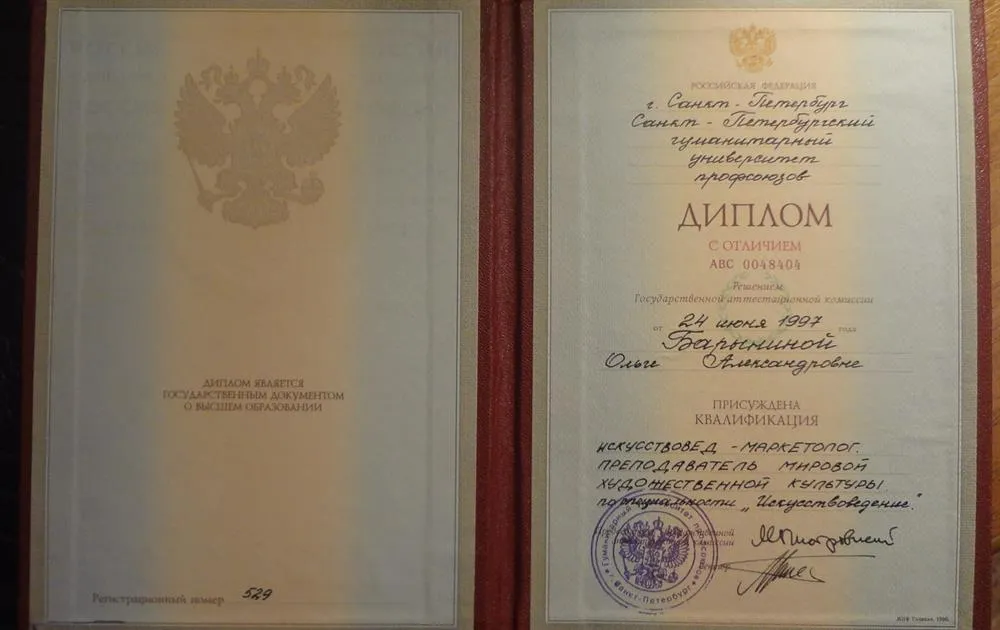 ДИПЛОМ ЯВЛЯЕТСЯ
ГОСУДАРСТВЕННЫМ ДОКУМЕНТОМ
О ВЫСШЕМ ОБРАЗОВАНИИ
Регистрационный номер 529
РОССИЙСКАЯ ФЕДЕРАЦИЯ
г. Санкт-Петербург
Санкт-Петербургский
гуманитарный
университет
профсоюзов
ДИПЛОМ
С ОТЛИЧИЕМ
АВС 0048404
Решением
Государственной аттестационной комиссии
от 24 июня 1997 года
Барыниной
Ольге Александровне
ПРИСУЖДЕНА
КВАЛИФИКАЦИЯ
ИСКУССТВОВЕД - МАРКЕТОЛОГ.
ПРЕПОДАВАТЕЛЬ МИРОВОЙ
ХУДОЖЕСТВЕННОЙ КУЛЬТУРЫ
по специальности „Искусствоведение".
комиссии
г. Санкт-Петербург